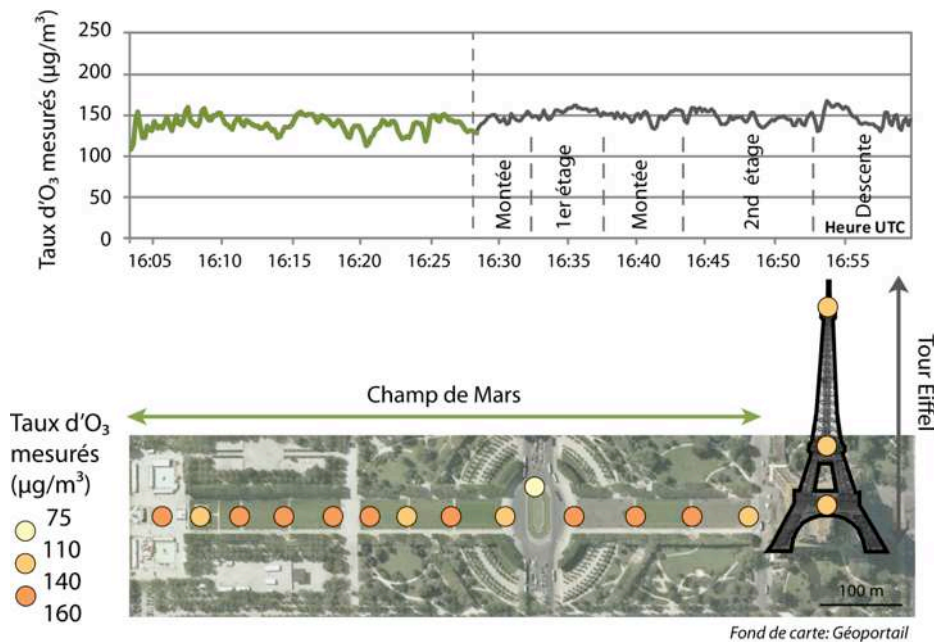 Taux d'O₃ mesurés (µg/m³)
250
200
150
100
50
0
Montée
1er étage
Montée
2nd étage
Descente
Heure UTC
16:05 16:10 16:15 16:20 16:25 16:30 16:35 16:40 16:45 16:50 16:55
Champ de Mars
Tour Eiffel
Taux d'O₃
mesurés
(µg/m³)
75
110
140
160
100 m
Fond de carte: Géoportail